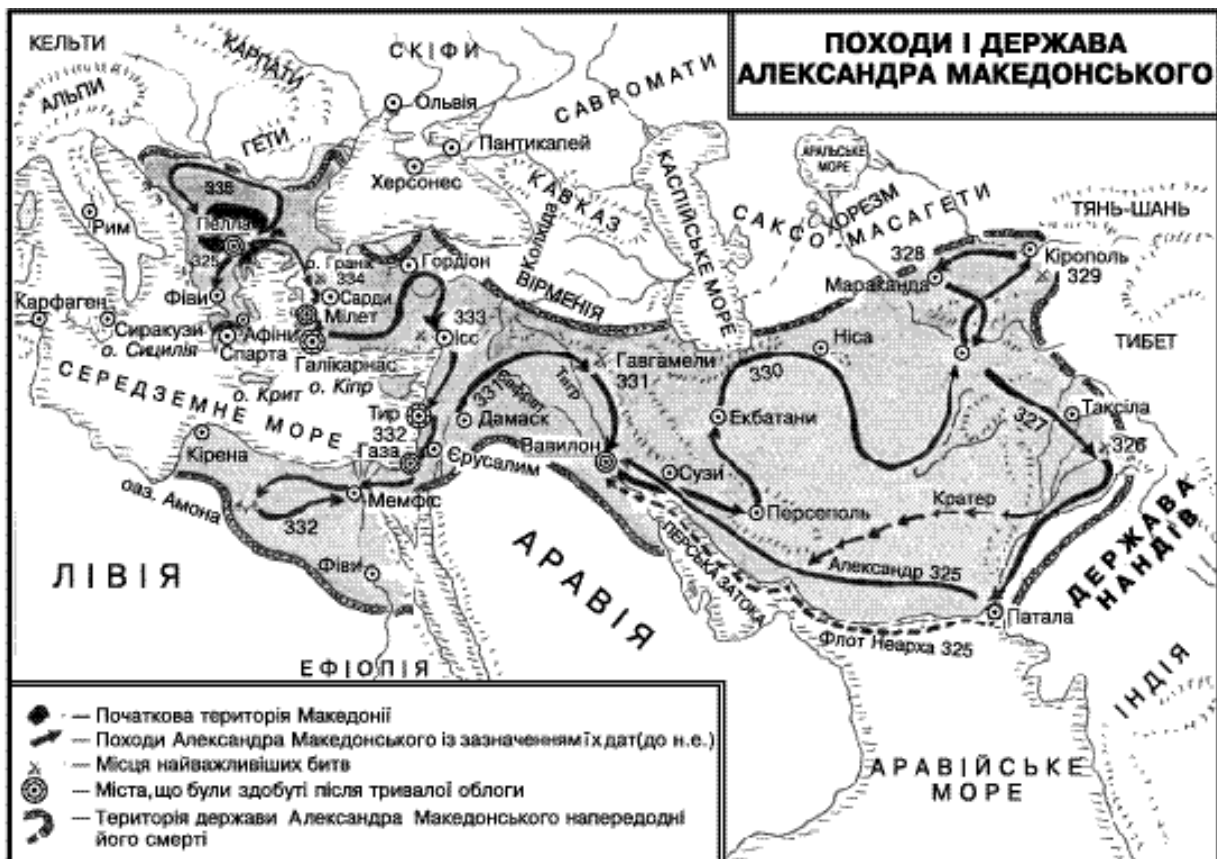 ПОХОДИ І ДЕРЖАВА
АЛЕКСАНДРА МАКЕДОНСЬКОГО
КЕЛЬТИ
КАРПАТИ
СКІФИ
АЛЬПИ
Ольвія
САВРОМАТИ
ГЕТИ
Пантикапей
Херсонес
КАВКАЗ
КАСПІЙСЬКЕ МОРЕ
АРАЛЬСЬКЕ
МОРЕ
ХОРЕЗМ
САКСО-МАСАГЕТИ
ТЯНЬ-ШАНЬ
Рим
Пелла
Колхіда
328
Кірополь
329
Мараканда
о. Гранік
334
Гордіон
ВІРМЕНІЯ
Фіви
Сарди
Карфаген
Сиракузи
о. Сицилія
Афіни
Мілет
Спарта
333
Ісс
Галікарнас
Ніса
ТИБЕТ
СЕРЕДЗЕМНЕ МОРЕ
о. Крит
о. Кіпр
Гавгамели
331
330
Тигр
Тир
332
331
Дамаск
Екбатани
327
Таксіла
326
Кірена
Газа
Єрусалим
Вавилон
Сузи
оаз. Амона
Мемфіс
332
Персеполь
Кратер
ДЕРЖАВА
НАНДІВ
ЛІВІЯ
Фіви
АРАВІЯ
ПЕРСЬКА ЗАТОКА
Александр 325
Патала
Флот Неарха 325
ЕФІОПІЯ
ІНДІЯ
АРАВІЙСЬКЕ
МОРЕ
— Початкова територія Македонії
— Походи Александра Македонського із зазначенням їх дат(до н.е.)
— Місця найважливіших битв
— Міста, що були здобуті після тривалої облоги
— Територія держави Александра Македонського напередодні
його смерті